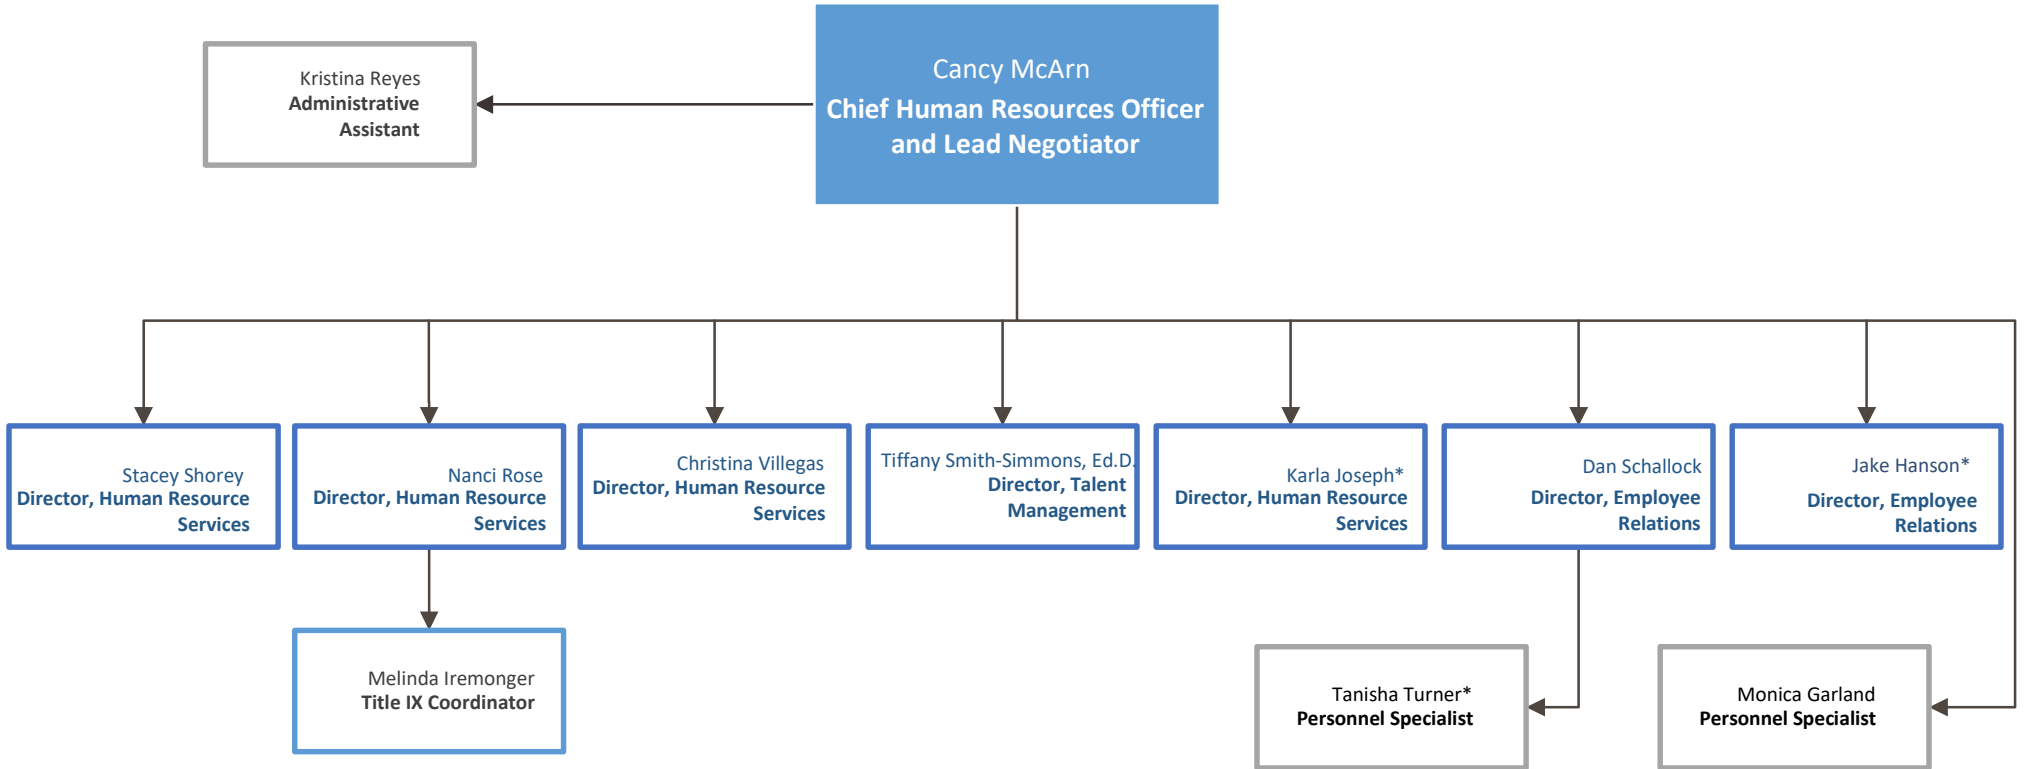 Kristina Reyes
Administrative
Assistant
Cancy McArn
Chief Human Resources Officer
and Lead Negotiator
Stacey Shorey
Director, Human Resource
Services
Nanci Rose
Director, Human Resource
Services
Christina Villegas
Director, Human Resource
Services
Tiffany Smith-Simmons, Ed.D.
Director, Talent
Management
Karla Joseph*
Director, Human Resource
Services
Dan Schallock
Director, Employee
Relations
Jake Hanson*
Director, Employee
Relations
Melinda Iremonger
Title IX Coordinator
Tanisha Turner*
Personnel Specialist
Monica Garland
Personnel Specialist